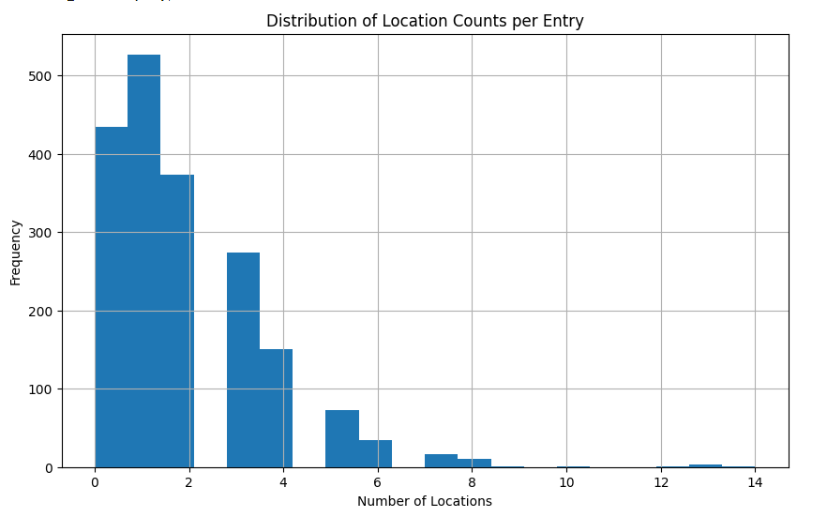 Distribution of Location Counts per Entry
500
400
300
200
100
0
Frequency
0 2 4 6 8 10 12 14
Number of Locations